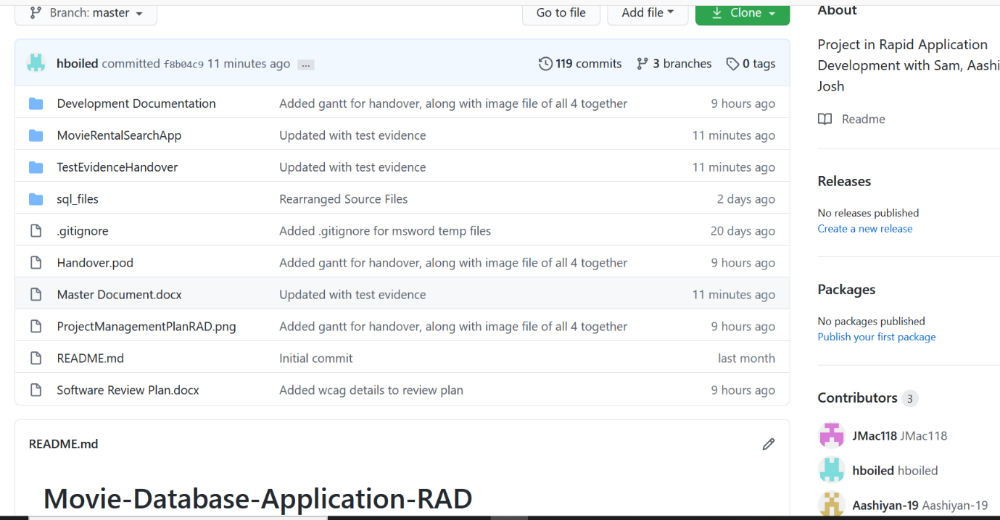 Branch: master
Go to file
Add file
Clone
hboiled committed f8b04c9 11 minutes ago ...
119 commits
3 branches
0 tags
Development Documentation Added gantt for handover, along with image file of all 4 together 9 hours ago
MovieRentalSearchApp Updated with test evidence 11 minutes ago
TestEvidenceHandover Updated with test evidence 11 minutes ago
sql_files Rearranged Source Files 2 days ago
.gitignore Added .gitignore for msword temp files 20 days ago
Handover.pod Added gantt for handover, along with image file of all 4 together 9 hours ago
Master Document.docx Updated with test evidence 11 minutes ago
ProjectManagementPlanRAD.png Added gantt for handover, along with image file of all 4 together 9 hours ago
README.md Initial commit last month
Software Review Plan.docx Added wcag details to review plan 9 hours ago
README.md
Movie-Database-Application-RAD
About
Project in Rapid Application
Development with Sam, Aashi
Josh
Readme
Releases
No releases published
Create a new release
Packages
No packages published
Publish your first package
Contributors 3
JMac118 JMac118
hboiled hboiled
Aashiyan-19 Aashiyan-19